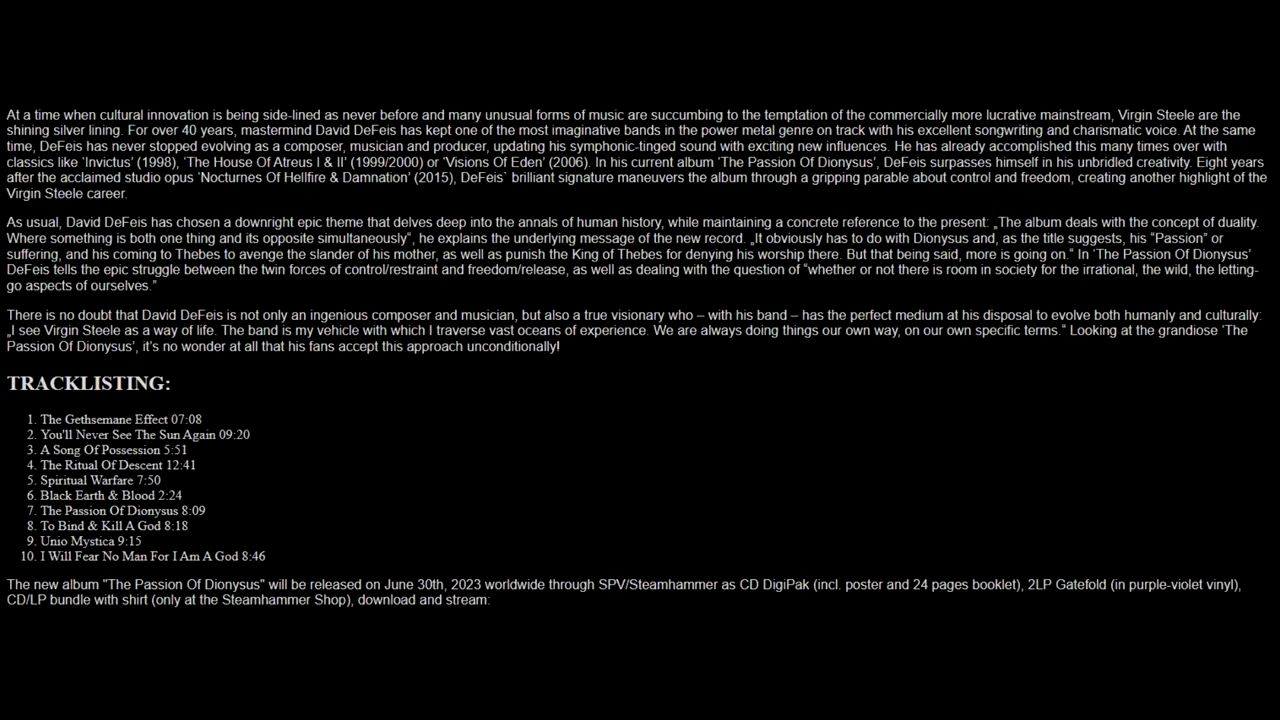 At a time when cultural innovation is being side-lined as never before and many unusual forms of music are succumbing to the temptation of the commercially more lucrative mainstream, Virgin Steele are the
shining silver lining. For over 40 years, mastermind David DeFeis has kept one of the most imaginative bands in the power metal genre on track with his excellent songwriting and charismatic voice. At the same
time, DeFeis has never stopped evolving as a composer, musician and producer, updating his symphonic-tinged sound with exciting new influences. He has already accomplished this many times over with
classics like ‘Invictus’ (1998), ‘The House Of Atreus I & II’ (1999/2000) or ‘Visions Of Eden’ (2006). In his current album ‘The Passion Of Dionysus’, DeFeis surpasses himself in his unbridled creativity. Eight years
after the acclaimed studio opus ‘Nocturnes Of Hellfire & Damnation’ (2015), DeFeis` brilliant signature maneuvers the album through a gripping parable about control and freedom, creating another highlight of the
Virgin Steele career.
As usual, David DeFeis has chosen a downright epic theme that delves deep into the annals of human history, while maintaining a concrete reference to the present: „The album deals with the concept of duality.
Where something is both one thing and its opposite simultaneously“, he explains the underlying message of the new record. „It obviously has to do with Dionysus and, as the title suggests, his “Passion” or
suffering, and his coming to Thebes to avenge the slander of his mother, as well as punish the King of Thebes for denying his worship there. But that being said, more is going on.“ In ‘The Passion Of Dionysus’
DeFeis tells the epic struggle between the twin forces of control/restraint and freedom/release, as well as dealing with the question of “whether or not there is room in society for the irrational, the wild, the letting-
go aspects of ourselves.”
There is no doubt that David DeFeis is not only an ingenious composer and musician, but also a true visionary who – with his band – has the perfect medium at his disposal to evolve both humanly and culturally:
„I see Virgin Steele as a way of life. The band is my vehicle with which I traverse vast oceans of experience. We are always doing things our own way, on our own specific terms.“ Looking at the grandiose ‘The
Passion Of Dionysus’, it’s no wonder at all that his fans accept this approach unconditionally!
TRACKLISTING:
1. The Gethsemane Effect 07:08
2. You'll Never See The Sun Again 09:20
3. A Song Of Possession 5:51
4. The Ritual Of Descent 12:41
5. Spiritual Warfare 7:50
6. Black Earth & Blood 2:24
7. The Passion Of Dionysus 8:09
8. To Bind & Kill A God 8:18
9. Unio Mystica 9:15
10. I Will Fear No Man For I Am A God 8:46
The new album "The Passion Of Dionysus" will be released on June 30th, 2023 worldwide through SPV/Steamhammer as CD DigiPak (incl. poster and 24 pages booklet), 2LP Gatefold (in purple-violet vinyl),
CD/LP bundle with shirt (only at the Steamhammer Shop), download and stream: